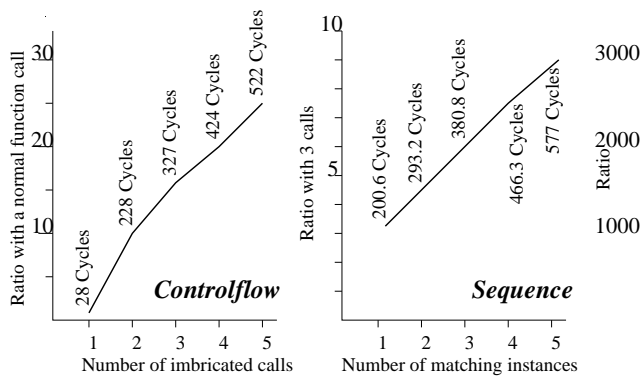 Ratio with a normal function call
30
20
10
28 Cycles
228 Cycles
327 Cycles
424 Cycles
522 Cycles
Controlflow
1 2 3 4 5
Number of imbricated calls
Ratio with 3 calls
10
5
200.6 Cycles
293.2 Cycles
380.8 Cycles
466.3 Cycles
577 Cycles
Sequence
1 2 3 4 5
Number of matching instances
Ratio
3000
2000
1000